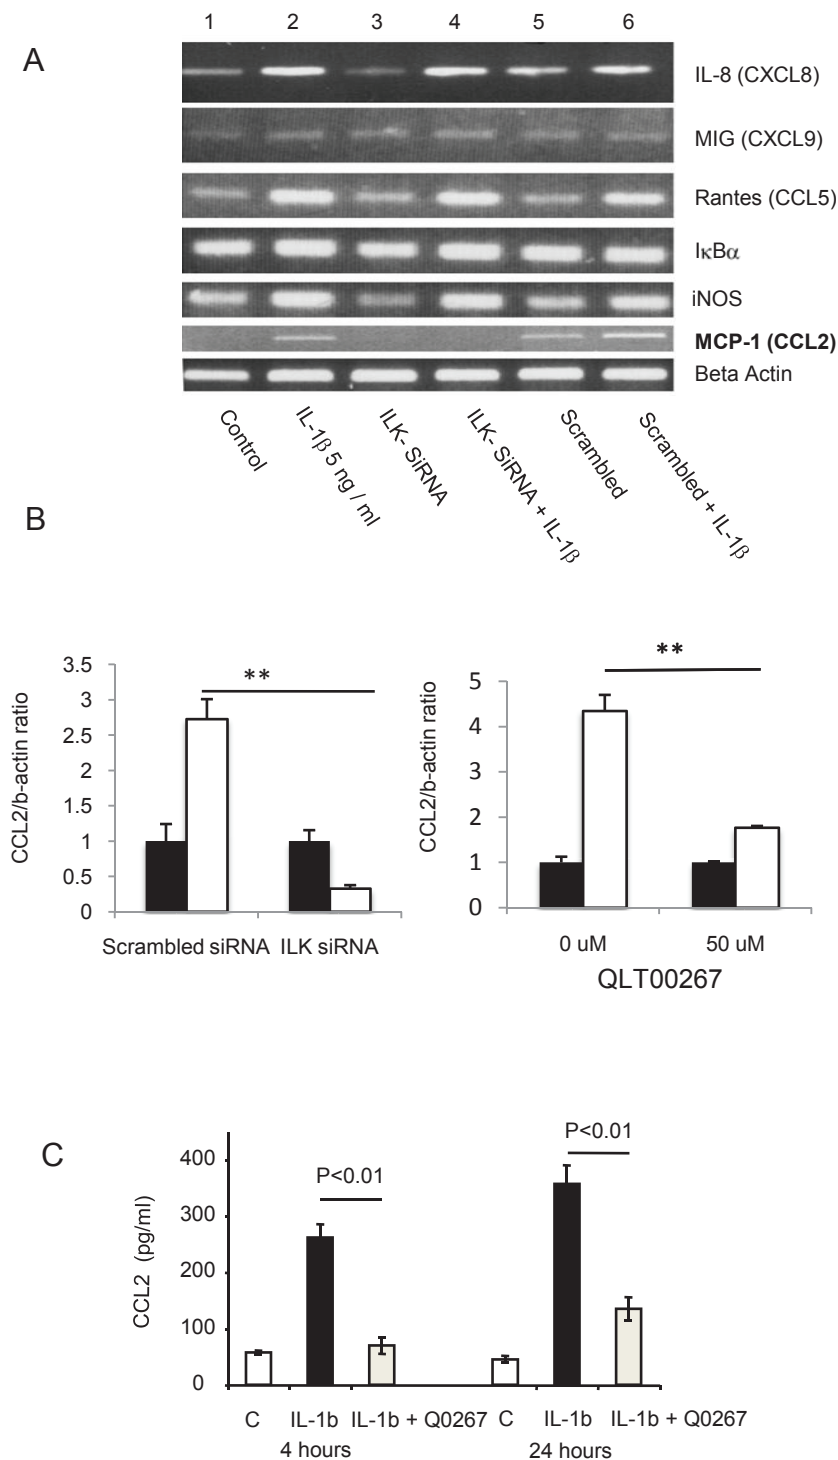 1 2 3 4 5 6
A
IL-8 (CXCL8)
MIG (CXCL9)
Rantes (CCL5)
IκBα
iNOS
MCP-1 (CCL2)
Beta Actin
Control
IL-1β 5 ng / ml
ILK- SiRNA
ILK- SiRNA + IL-1β
Scrambled
Scrambled + IL-1β
B
CCL2/b-actin ratio
3.5
3
2.5
2
1.5
1
0.5
0
**
Scrambled siRNA ILK siRNA
CCL2/b-actin ratio
5
4
3
2
1
0
**
0 uM 50 uM
QLT00267
C
CCL2 (pg/ml)
400
300
200
100
0
P<0.01
P<0.01
C IL-1b IL-1b + Q0267 C IL-1b IL-1b + Q0267
4 hours 24 hours